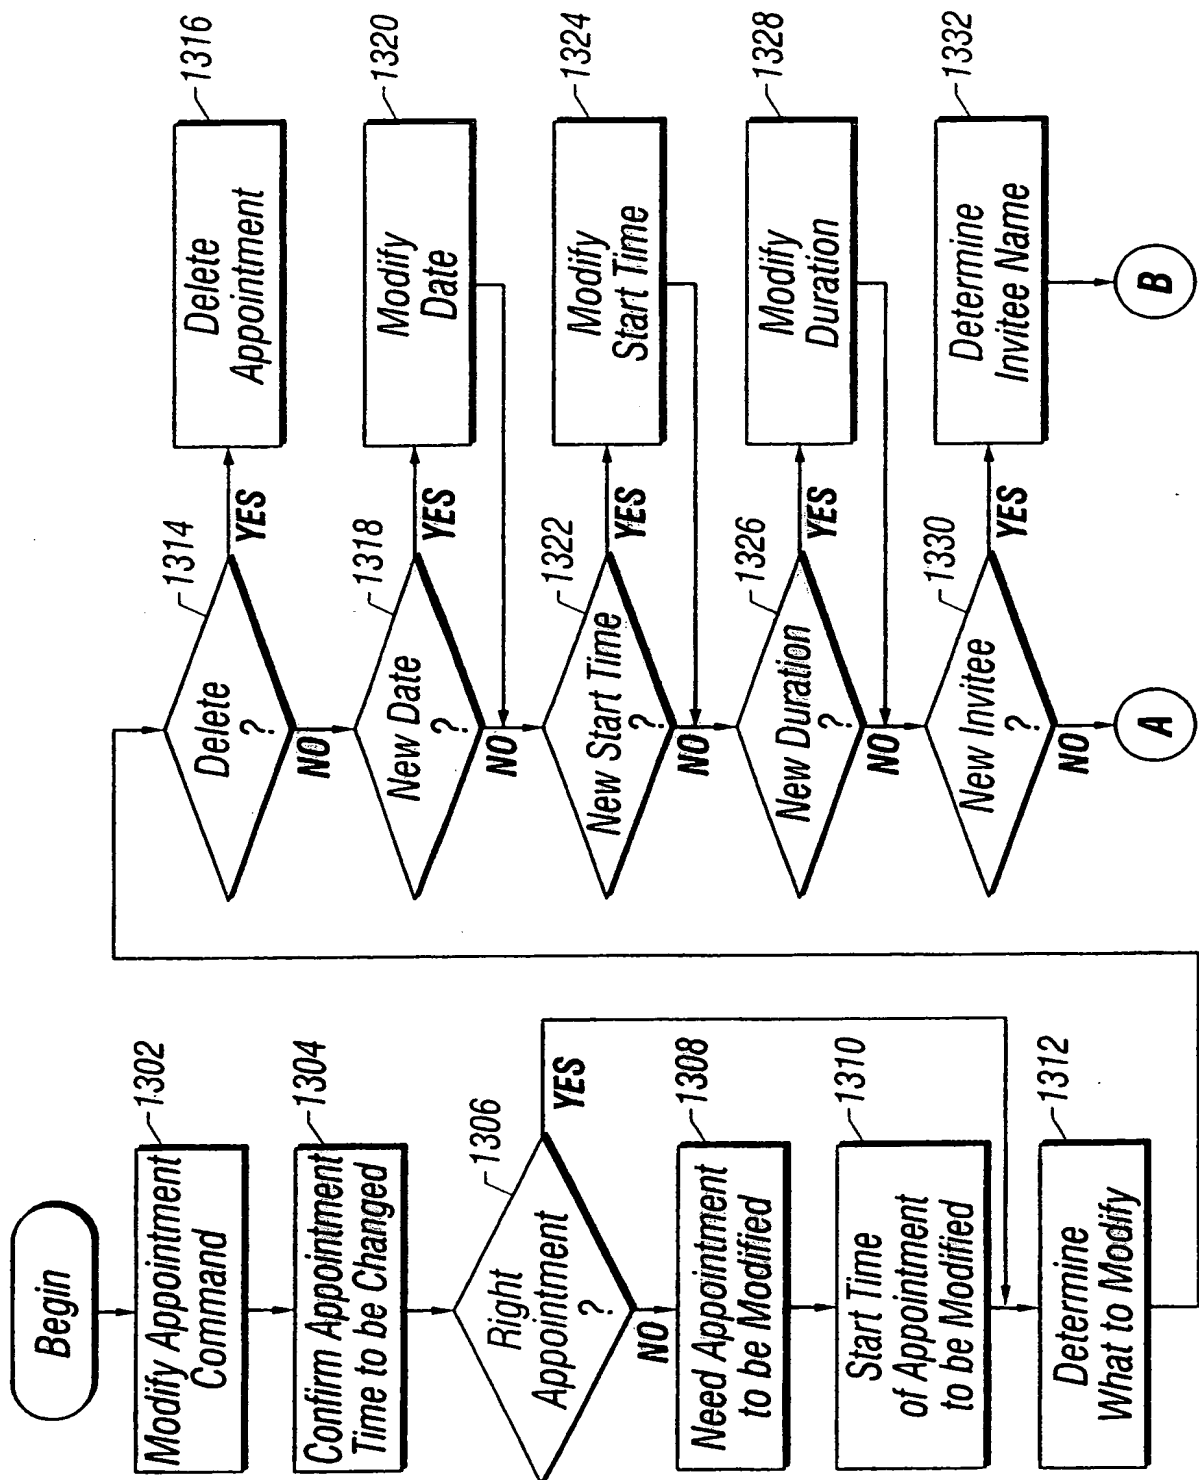 Begin
1302
Modify Appointment
Command
1304
Confirm Appointment
Time to be Changed
1306
Right
Appointment
?
YES
NO
1308
Need Appointment
to be Modified
1310
Start Time
of Appointment
to be Modified
1312
Determine
What to Modify
1314
Delete
?
YES
NO
1316
Delete
Appointment
1318
New Date
?
YES
NO
1320
Modify
Date
1322
New Start Time
?
YES
NO
1324
Modify
Start Time
1326
New Duration
?
YES
NO
1328
Modify
Duration
1330
New Invitee
?
YES
NO
1332
Determine
Invitee Name
A
B